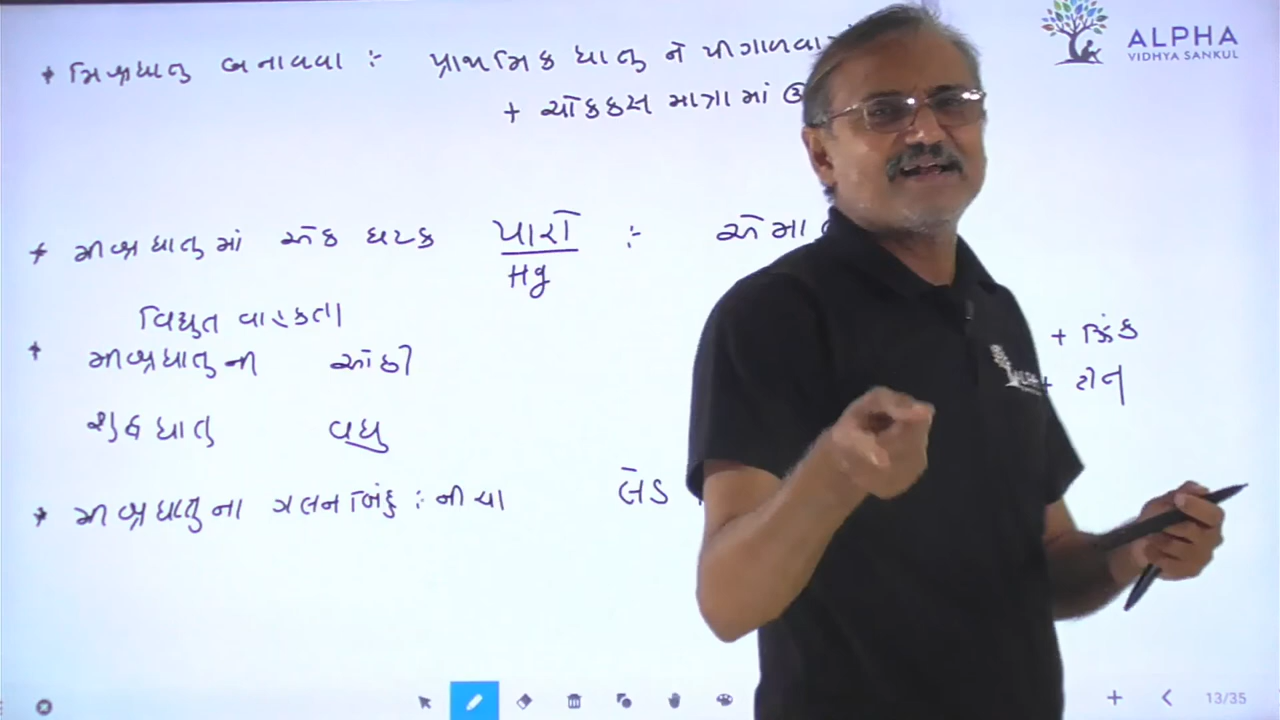 ALPHA
VIDHYA SANKUL
* મિશ્રધાતુ બનાવવા :- પ્રાથમિક ધાતુ ને પીગાળવા
+ ચોક્કસ માત્રા માં
* મિશ્રધાતુ માં એક ઘટક પારો :-
Hg
વિદ્યુત વાહકતા
+ ઝિંક
* મિશ્રધાતુ ની ઓછી
+ ટીન
શુદ્ધ ધાતુ વધુ
લેડ
* મિશ્રધાતુ ના ગલનબિંદુ :- નીચા
13/35